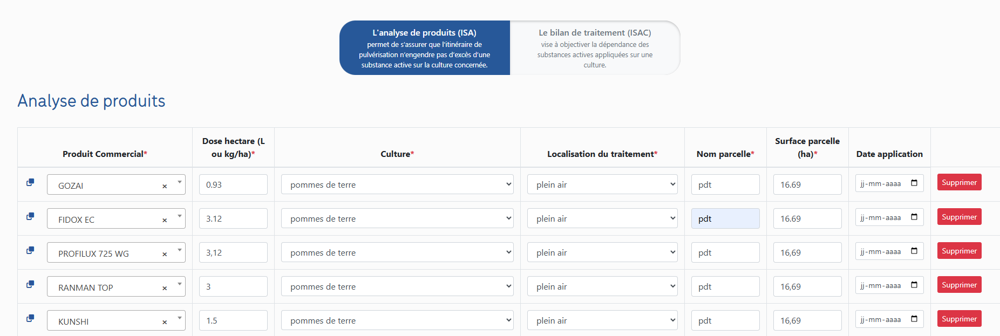 L'analyse de produits (ISA)
permet de s'assurer que l'itinéraire de
pulvérisation n'engendre pas d'excès d'une
substance active sur la culture concernée.
Le bilan de traitement (ISAC)
vise à objectiver la dépendance des
substances actives appliquées sur une
culture.
Analyse de produits
Produit Commercial* Dose hectare (L ou kg/ha)* Culture* Localisation du traitement* Nom parcelle* Surface parcelle (ha)* Date application
GOZAI × 0.93 pommes de terre plein air pdt 16.69 jj-mm-aaaa Supprimer
FIDOX EC × 3.12 pommes de terre plein air pdt 16.69 jj-mm-aaaa Supprimer
PROFILUX 725 WG × 3,12 pommes de terre plein air pdt 16,69 jj-mm-aaaa Supprimer
RANMAN TOP × 3 pommes de terre plein air pdt 16,69 jj-mm-aaaa Supprimer
KUNSHI × 1.5 pommes de terre plein air pdt 16,69 jj-mm-aaaa Supprimer